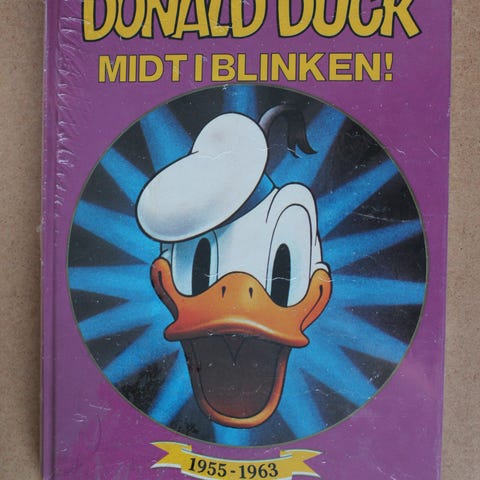 DONALD DUCK
MIDT I BLINKEN!
1955-1963